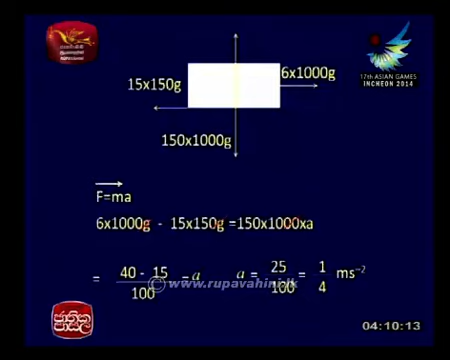 17th ASIAN GAMES
INCHEON 2014
15x150g
6x1000g
150x1000g
F=ma
6x1000g - 15x150g =150x1000xa
= 40 - 15 / 100 = a    a = 25 / 100 = 1 / 4 ms⁻²
© www.rupavahini.lk
ජාතික
පාසල
04:10:13